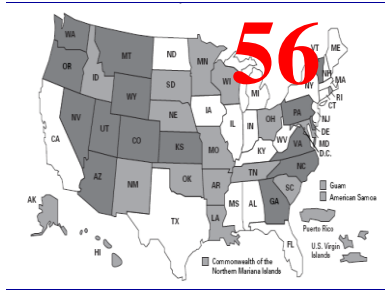 56
WA
MT
ND
MN
VT
ME
OR
ID
SD
WI
MI
NY
NH
MA
WY
RI
CT
NV
NE
IA
PA
NJ
UT
CO
IL
IN
OH
DE
CA
KS
MO
WV
VA
MD
KY
D.C.
AZ
NM
OK
AR
TN
NC
SC
Guam
TX
LA
MS
AL
GA
American Samoa
AK
HI
FL
Puerto Rico
U.S. Virgin
Islands
Commonwealth of the
Northern Mariana Islands